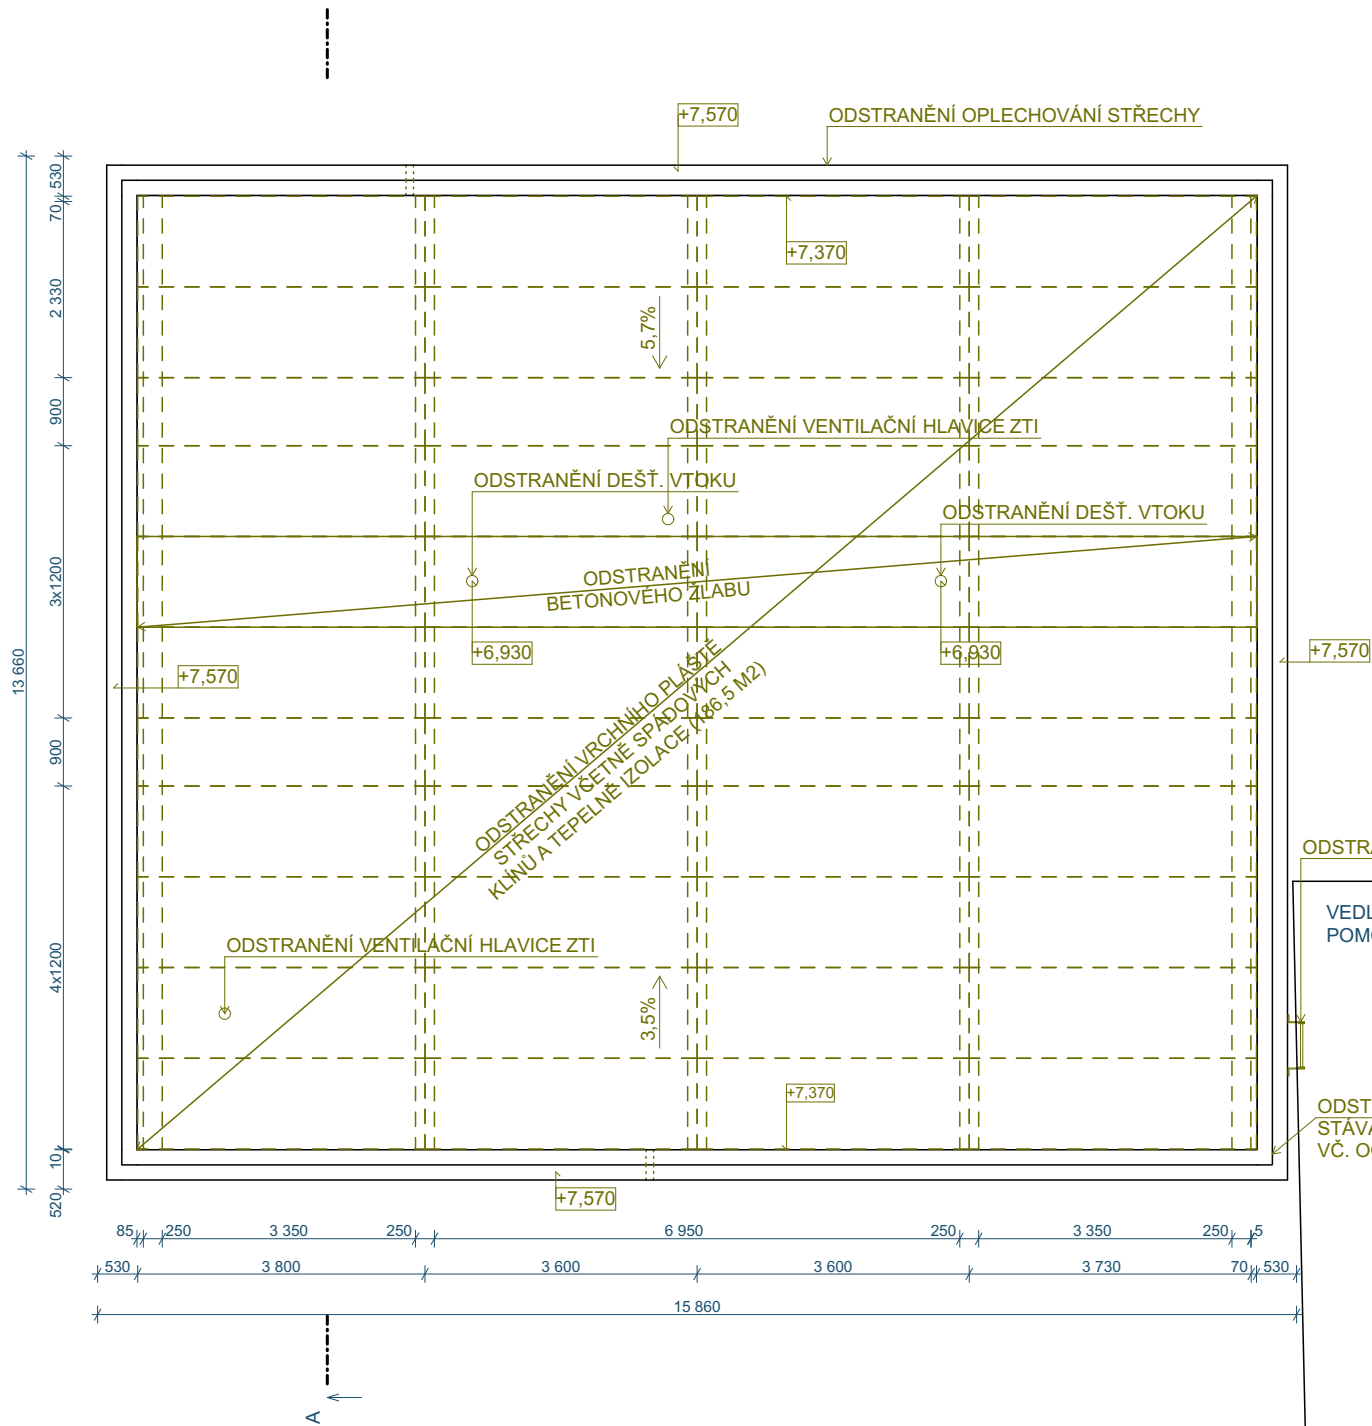 +7,570
ODSTRANĚNÍ OPLECHOVÁNÍ STŘECHY
530
70
+7,370
2 330
5,7%
900
ODSTRANĚNÍ VENTILAČNÍ HLAVICE ZTI
ODSTRANĚNÍ DEŠŤ. VTOKU
ODSTRANĚNÍ DEŠŤ. VTOKU
3x1200
ODSTRANĚNÍ
BETONOVÉHO ŽLABU
+6,930
+6,930
+7,570
+7,570
13 660
ODSTRANĚNÍ VRCHNÍHO PLÁŠTĚ
STŘECHY VČETNĚ SPÁDOVÝCH
KLÍNŮ A TEPELNĚ IZOLACE (186,5 M2)
900
ODSTRA
VEDL
POMO
ODSTRANĚNÍ VENTILAČNÍ HLAVICE ZTI
4x1200
3,5%
+7,370
ODST
STÁVA
VČ. OC
10
520
+7,570
85 250 3 350 250 6 950 250 3 350 250 5
530 3 800 3 600 3 600 3 730 70 530
15 860
A